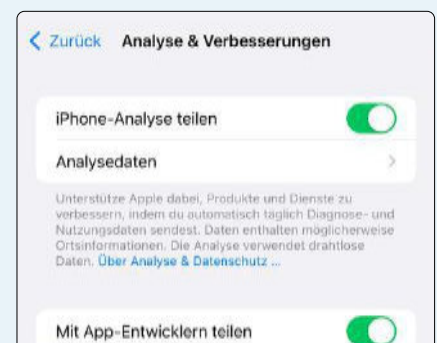 Zurück Analyse & Verbesserungen
iPhone-Analyse teilen
Analysedaten
Unterstütze Apple dabei, Produkte und Dienste zu
verbessern, indem du automatisch täglich Diagnose- und
Nutzungsdaten sendest. Daten enthalten möglicherweise
Ortsinformationen. Die Analyse verwendet drahtlose
Daten. Über Analyse & Datenschutz ...
Mit App-Entwicklern teilen